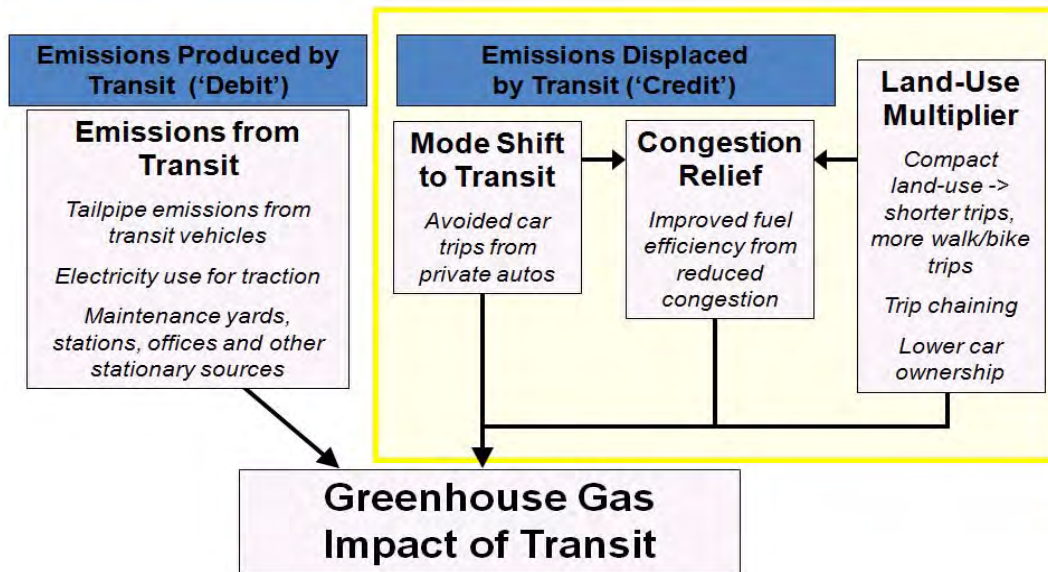 Emissions Produced by
Transit (‘Debit’)
Emissions from
Transit
Tailpipe emissions from
transit vehicles
Electricity use for traction
Maintenance yards,
stations, offices and other
stationary sources
Emissions Displaced
by Transit (‘Credit’)
Mode Shift
to Transit
Avoided car
trips from
private autos
Congestion
Relief
Improved fuel
efficiency from
reduced
congestion
Land-Use
Multiplier
Compact
land-use ->
shorter trips,
more walk/bike
trips
Trip chaining
Lower car
ownership
Greenhouse Gas
Impact of Transit